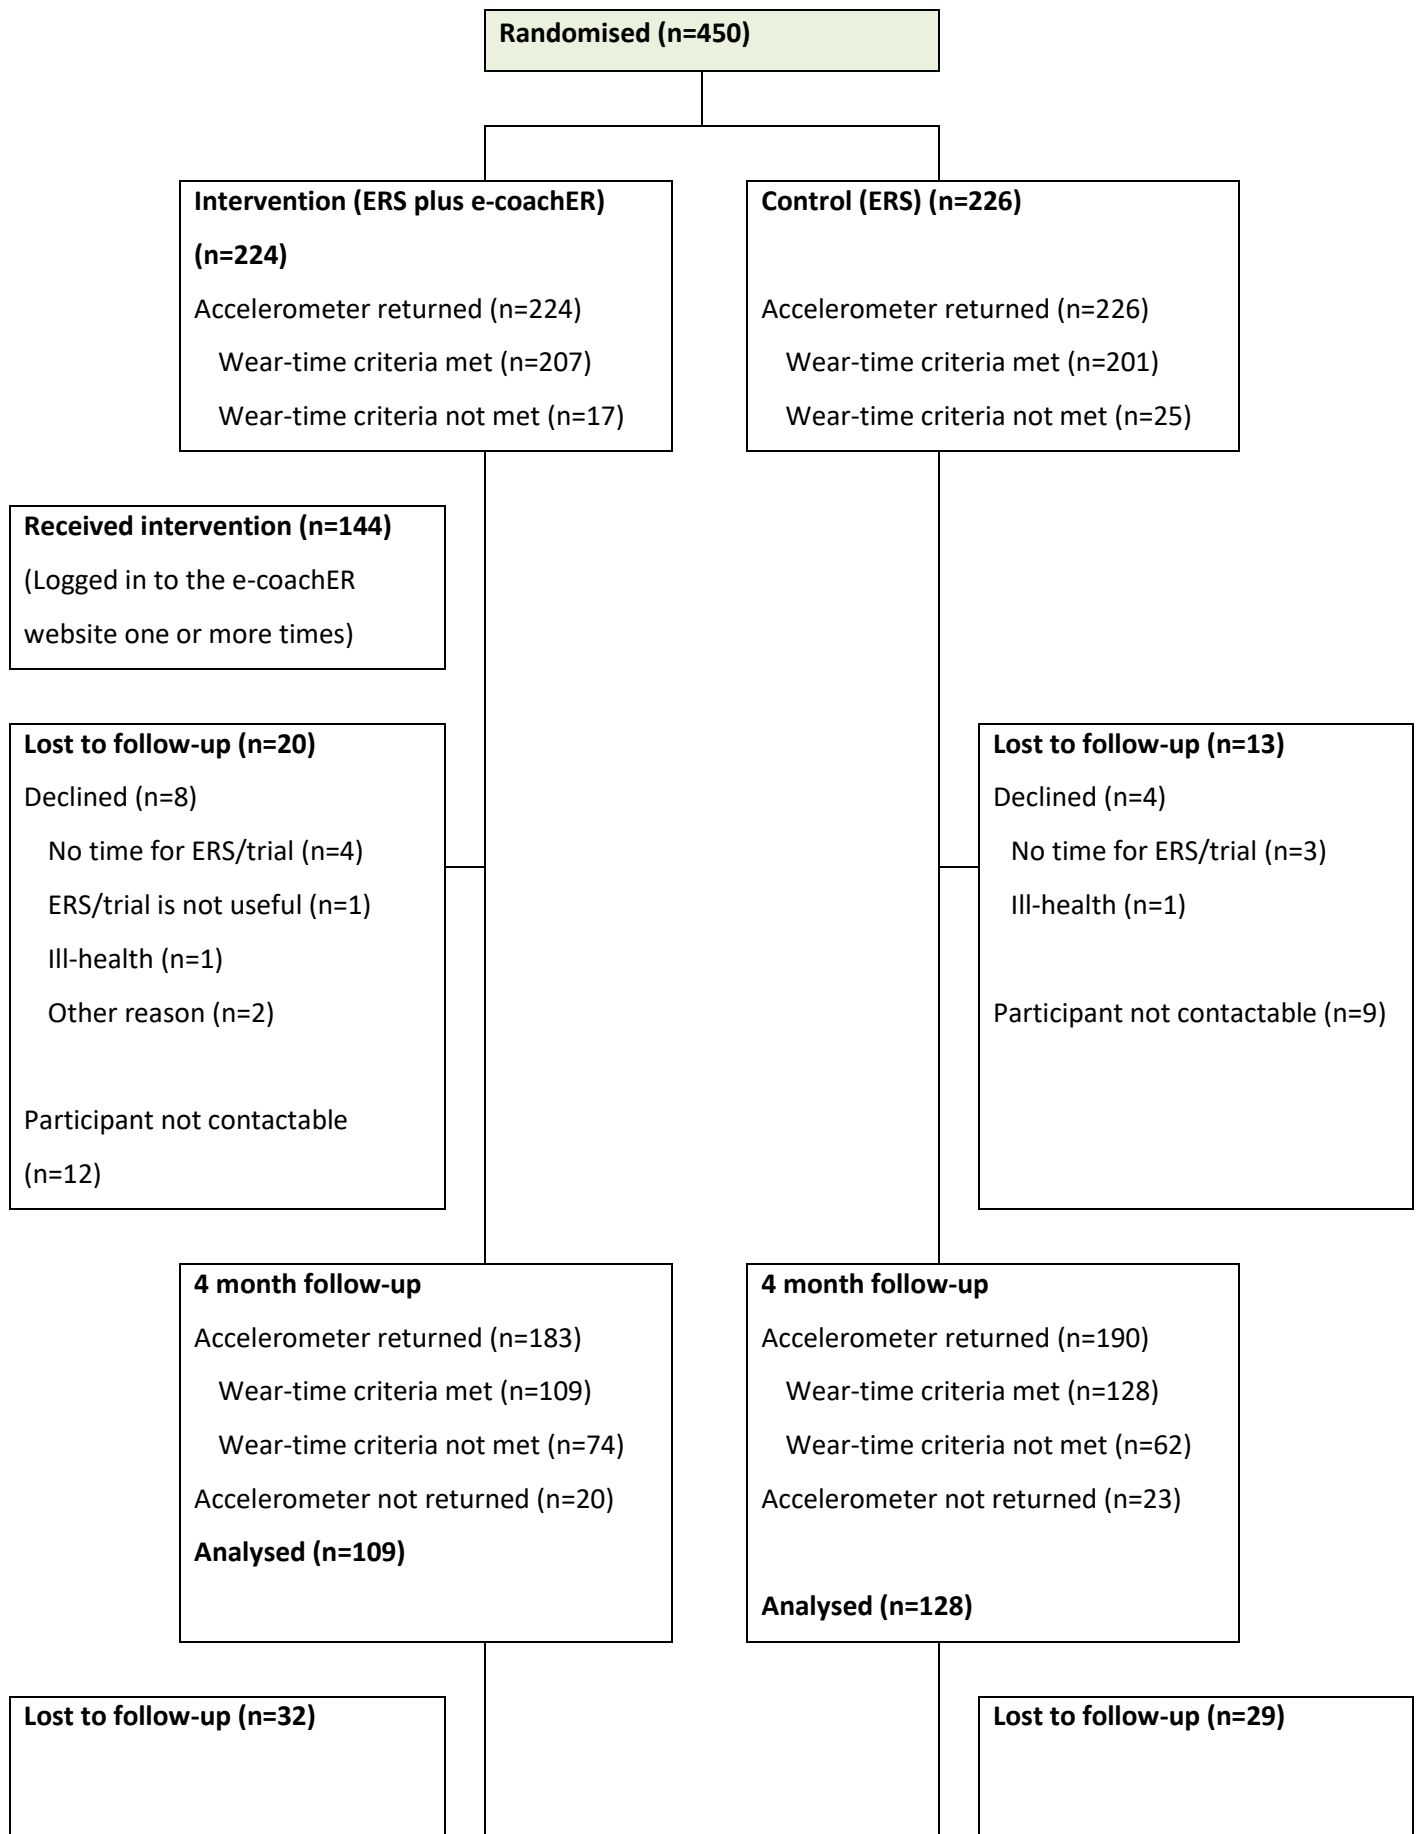 Randomised (n=450)
Intervention (ERS plus e-coachER)
(n=224)
Accelerometer returned (n=224)
Wear-time criteria met (n=207)
Wear-time criteria not met (n=17)
Control (ERS) (n=226)
Accelerometer returned (n=226)
Wear-time criteria met (n=201)
Wear-time criteria not met (n=25)
Received intervention (n=144)
(Logged in to the e-coachER
website one or more times)
Lost to follow-up (n=20)
Declined (n=8)
No time for ERS/trial (n=4)
ERS/trial is not useful (n=1)
Ill-health (n=1)
Other reason (n=2)
Participant not contactable
(n=12)
Lost to follow-up (n=13)
Declined (n=4)
No time for ERS/trial (n=3)
Ill-health (n=1)
Participant not contactable (n=9)
4 month follow-up
Accelerometer returned (n=183)
Wear-time criteria met (n=109)
Wear-time criteria not met (n=74)
Accelerometer not returned (n=20)
Analysed (n=109)
4 month follow-up
Accelerometer returned (n=190)
Wear-time criteria met (n=128)
Wear-time criteria not met (n=62)
Accelerometer not returned (n=23)
Analysed (n=128)
Lost to follow-up (n=32)
Lost to follow-up (n=29)